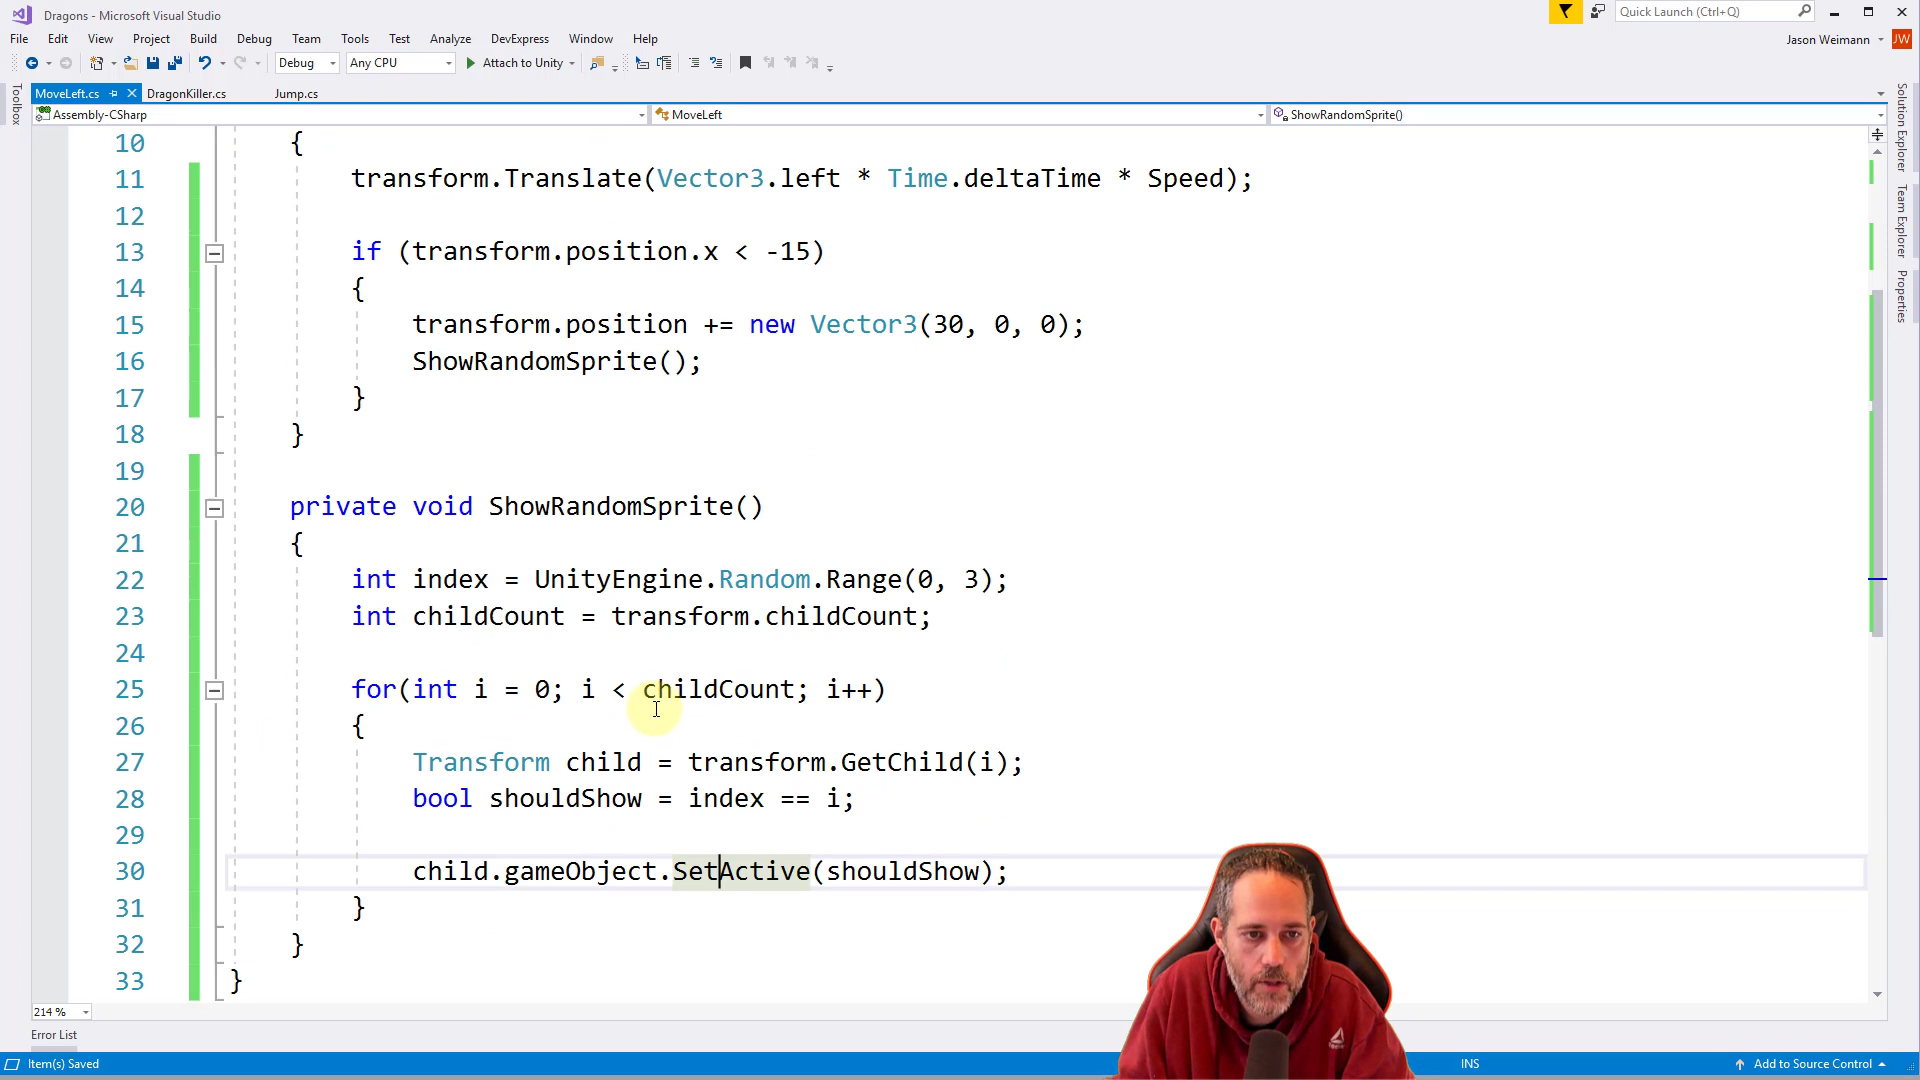 Dragons - Microsoft Visual Studio
Quick Launch (Ctrl+Q)
File Edit View Project Build Debug Team Tools Test Analyze DevExpress Window Help
Jason Weimann JW
Debug Any CPU Attach to Unity
MoveLeft.cs DragonKiller.cs Jump.cs
Assembly-CSharp MoveLeft ShowRandomSprite()
Toolbox
Solution Explorer
Team Explorer
Properties
10 {
11 transform.Translate(Vector3.left * Time.deltaTime * Speed);
12
13 if (transform.position.x < -15)
14 {
15 transform.position += new Vector3(30, 0, 0);
16 ShowRandomSprite();
17 }
18 }
19
20 private void ShowRandomSprite()
21 {
22 int index = UnityEngine.Random.Range(0, 3);
23 int childCount = transform.childCount;
24
25 for(int i = 0; i < childCount; i++)
26 {
27 Transform child = transform.GetChild(i);
28 bool shouldShow = index == i;
29
30 child.gameObject.SetActive(shouldShow);
31 }
32 }
33 }
214 %
Error List
Item(s) Saved INS Add to Source Control